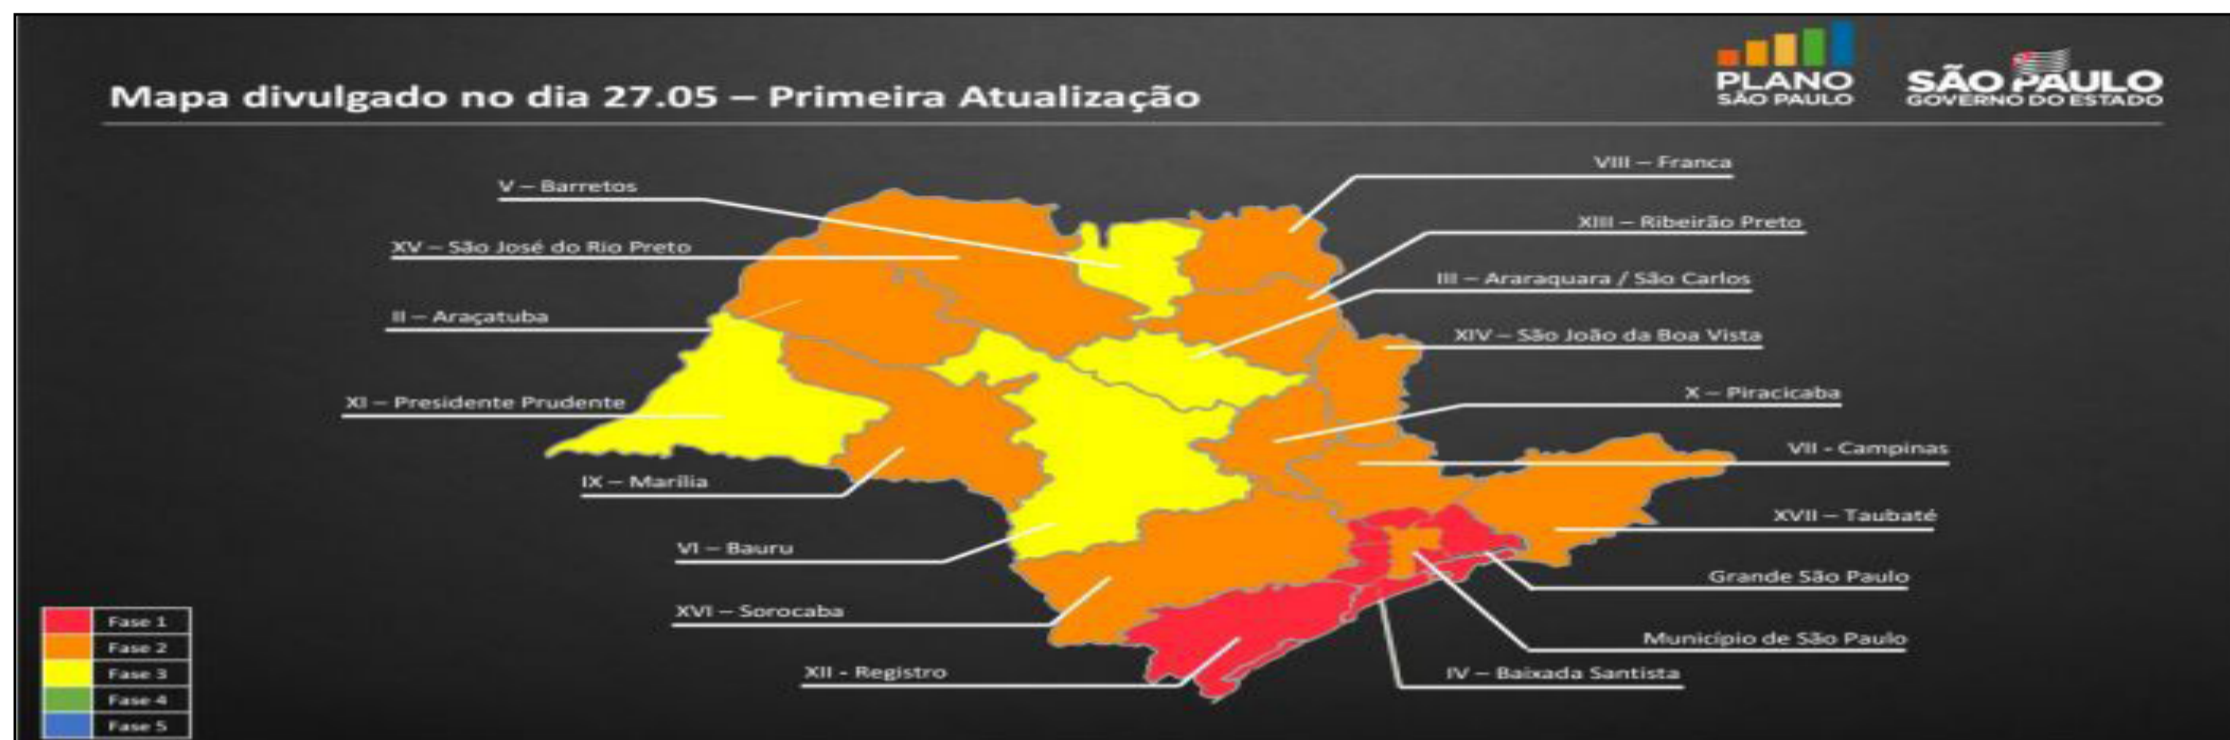 Mapa divulgado no dia 27.05 – Primeira Atualização
PLANO
SÃO PAULO
SÃO PAULO
GOVERNO DO ESTADO
VIII – Franca
V – Barretos
XIII – Ribeirão Preto
XV – São José do Rio Preto
III – Araraquara / São Carlos
II – Araçatuba
XIV – São João da Boa Vista
XI – Presidente Prudente
X – Piracicaba
VII - Campinas
IX – Marília
XVII – Taubaté
VI – Bauru
Grande São Paulo
XVI – Sorocaba
Município de São Paulo
XII - Registro
IV – Baixada Santista
Fase 1
Fase 2
Fase 3
Fase 4
Fase 5